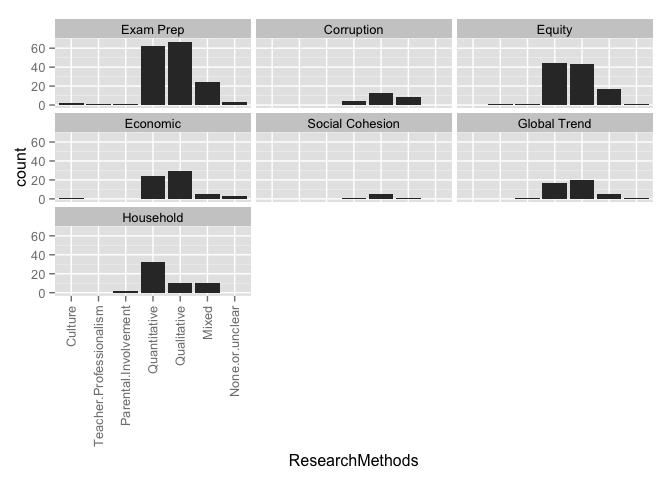 Exam Prep
Corruption
Equity
60
40
20
0
Economic
Social Cohesion
Global Trend
60
40
20
0
Household
60
40
20
0
count
Culture
Teacher.Professionalism
Parental.Involvement
Quantitative
Qualitative
Mixed
None.or.unclear
ResearchMethods